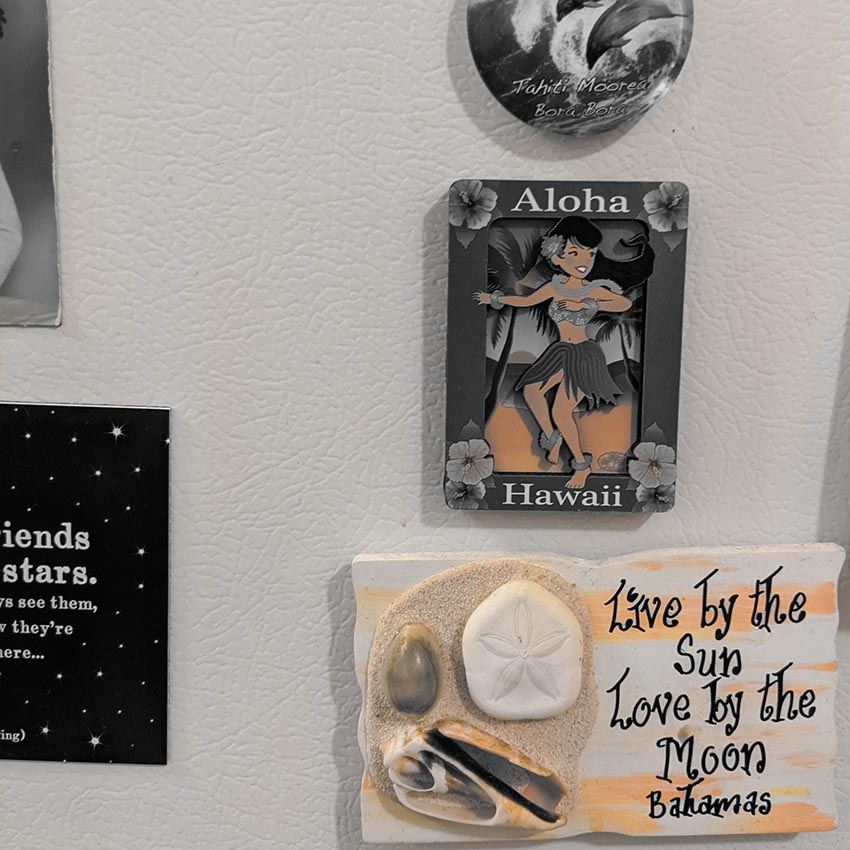 Tahiti Moorea
Bora Bora
Aloha
Hawaii
iends
stars.
ys see them,
w they're
here...
ing)
Live by the
Sun
Love by the
Moon
Bahamas